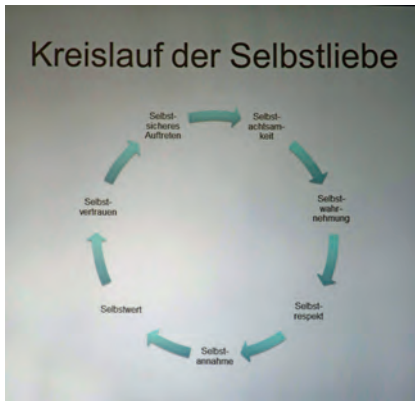 Kreislauf der Selbstliebe
Selbst-
sicheres
Auftreten
Selbst-
achtsam-
keit
Selbst-
wahr-
nehmung
Selbst-
respekt
Selbst-
annahme
Selbstwert
Selbst-
vertrauen